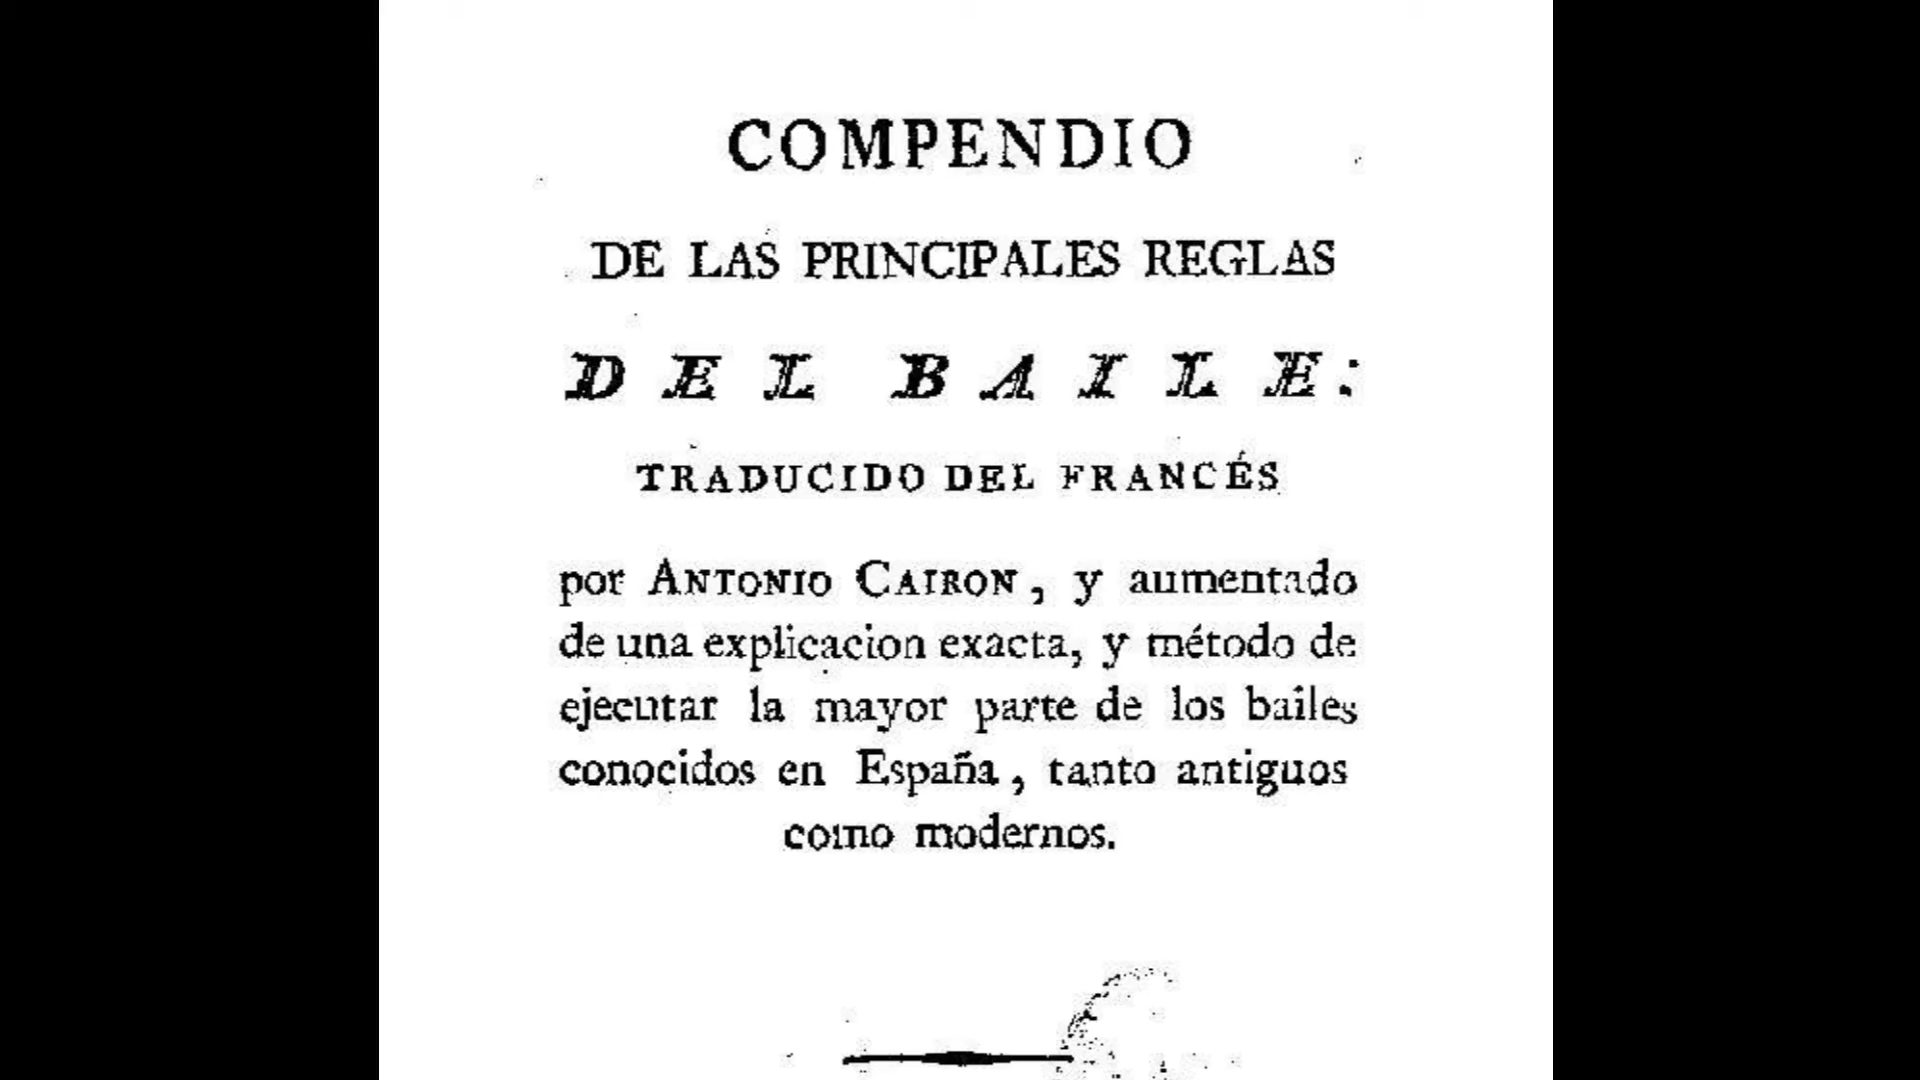 COMPENDIO
DE LAS PRINCIPALES REGLAS
DEL BAILE:
TRADUCIDO DEL FRANCÉS
por ANTONIO CAIRON, y aumentado
de una explicacion exacta, y método de
ejecutar la mayor parte de los bailes
conocidos en España, tanto antiguos
como modernos.